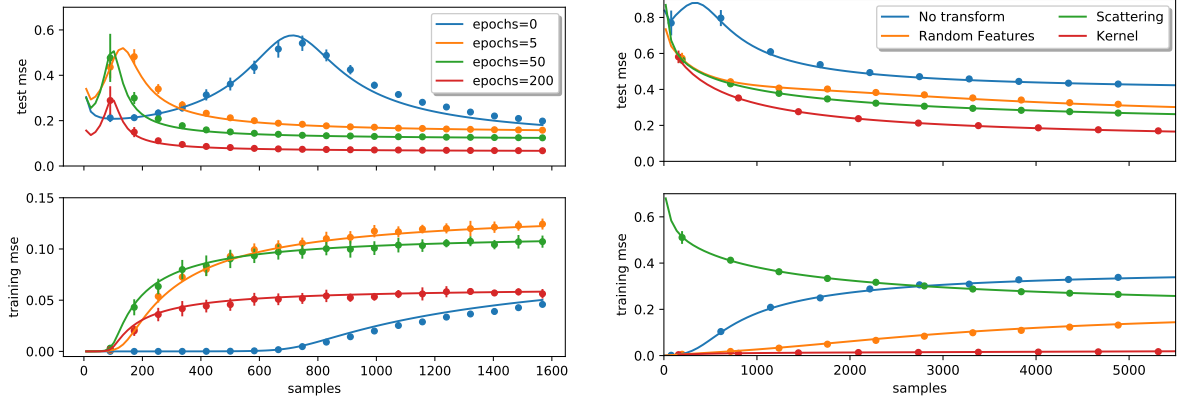 test mse
0.6
0.4
0.2
0.0
epochs=0
epochs=5
epochs=50
epochs=200
training mse
0.15
0.10
0.05
0.00
0 200 400 600 800 1000 1200 1400 1600
samples
test mse
0.8
0.6
0.4
0.2
0.0
No transform Scattering
Random Features Kernel
training mse
0.6
0.4
0.2
0.0
0 1000 2000 3000 4000 5000
samples